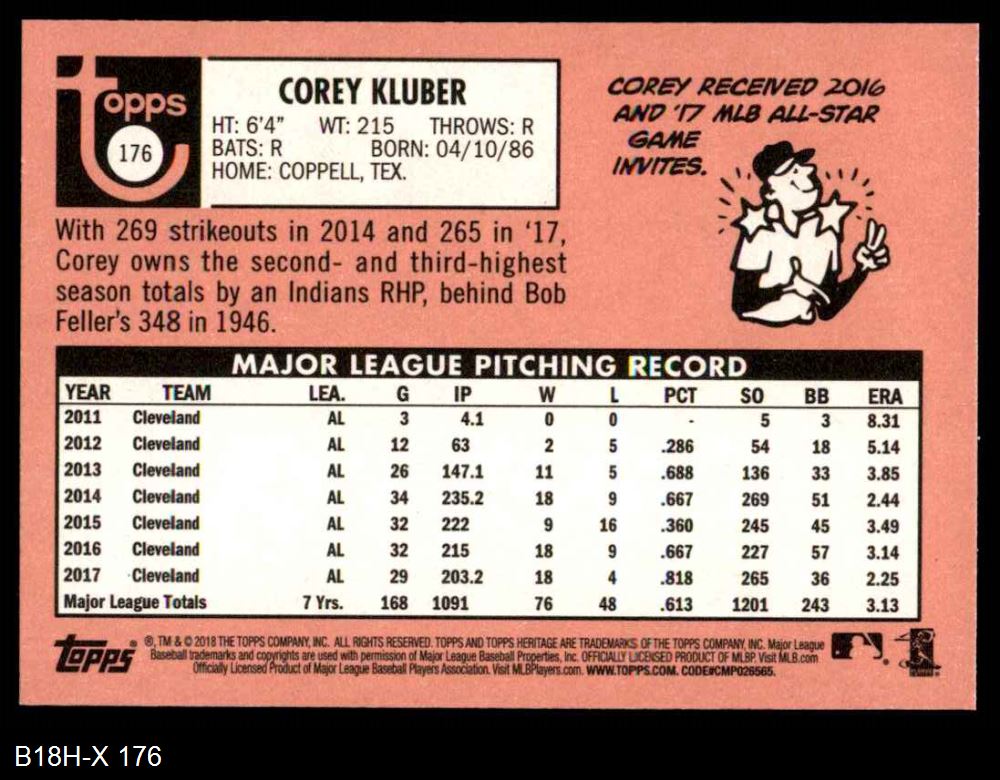 Topps
176
COREY KLUBER
HT: 6'4" WT: 215 THROWS: R
BATS: R BORN: 04/10/86
HOME: COPPELL, TEX.
COREY RECEIVED 2016
AND '17 MLB ALL-STAR
GAME
INVITES.
With 269 strikeouts in 2014 and 265 in '17,
Corey owns the second- and third-highest
season totals by an Indians RHP, behind Bob
Feller's 348 in 1946.
MAJOR LEAGUE PITCHING RECORD
YEAR TEAM LEA. G IP W L PCT SO BB ERA
2011 Cleveland AL 3 4.1 0 0 - 5 3 8.31
2012 Cleveland AL 12 63 2 5 .286 54 18 5.14
2013 Cleveland AL 26 147.1 11 5 .688 136 33 3.85
2014 Cleveland AL 34 235.2 18 9 .667 269 51 2.44
2015 Cleveland AL 32 222 9 16 .360 245 45 3.49
2016 Cleveland AL 32 215 18 9 .667 227 57 3.14
2017 Cleveland AL 29 203.2 18 4 .818 265 36 2.25
Major League Totals 7 Yrs. 168 1091 76 48 .613 1201 243 3.13
Topps®
®, TM & © 2018 THE TOPPS COMPANY, INC. ALL RIGHTS RESERVED. TOPPS AND TOPPS HERITAGE ARE TRADEMARKS OF THE TOPPS COMPANY, INC. Major League
Baseball trademarks and copyrights are used with permission of Major League Baseball Properties, Inc. OFFICIALLY LICENSED PRODUCT OF MLBP. Visit MLB.com
Officially Licensed Product of Major League Baseball Players Association. Visit MLBPlayers.com. WWW.TOPPS.COM. CODE#CMP026565.
B18H-X 176